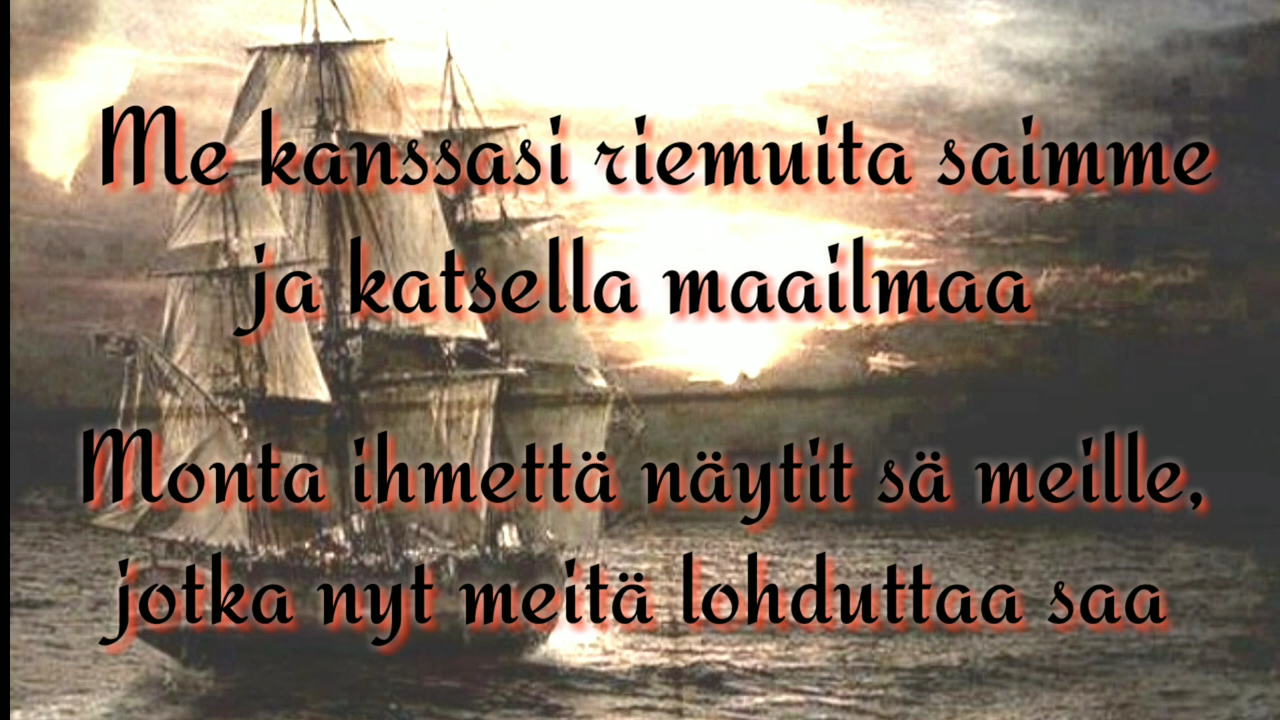 Me kanssasi riemuita saimme
ja katsella maailmaa
Monta ihmettä näytit sä meille,
jotka nyt meitä lohduttaa saa